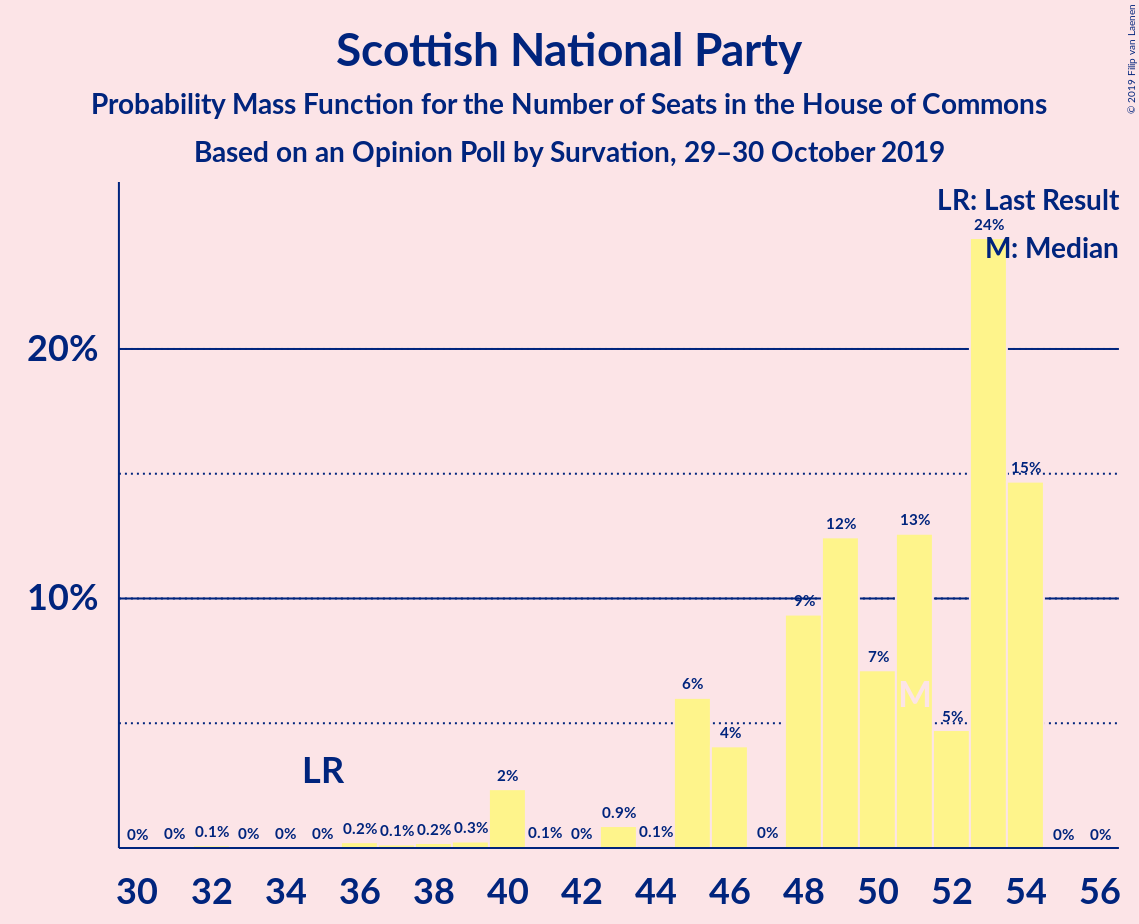 Scottish National Party
Probability Mass Function for the Number of Seats in the House of Commons
Based on an Opinion Poll by Survation, 29–30 October 2019
© 2019 Filip van Laenen
LR: Last Result
M: Median
20%
10%
0% 0% 0.1% 0% 0% 0% 0.2% 0.1% 0.2% 0.3% 2% 0.1% 0% 0.9% 0.1% 6% 4% 0% 9% 12% 7% 13% 5% 24% 15% 0% 0%
LR
M
30 32 34 36 38 40 42 44 46 48 50 52 54 56